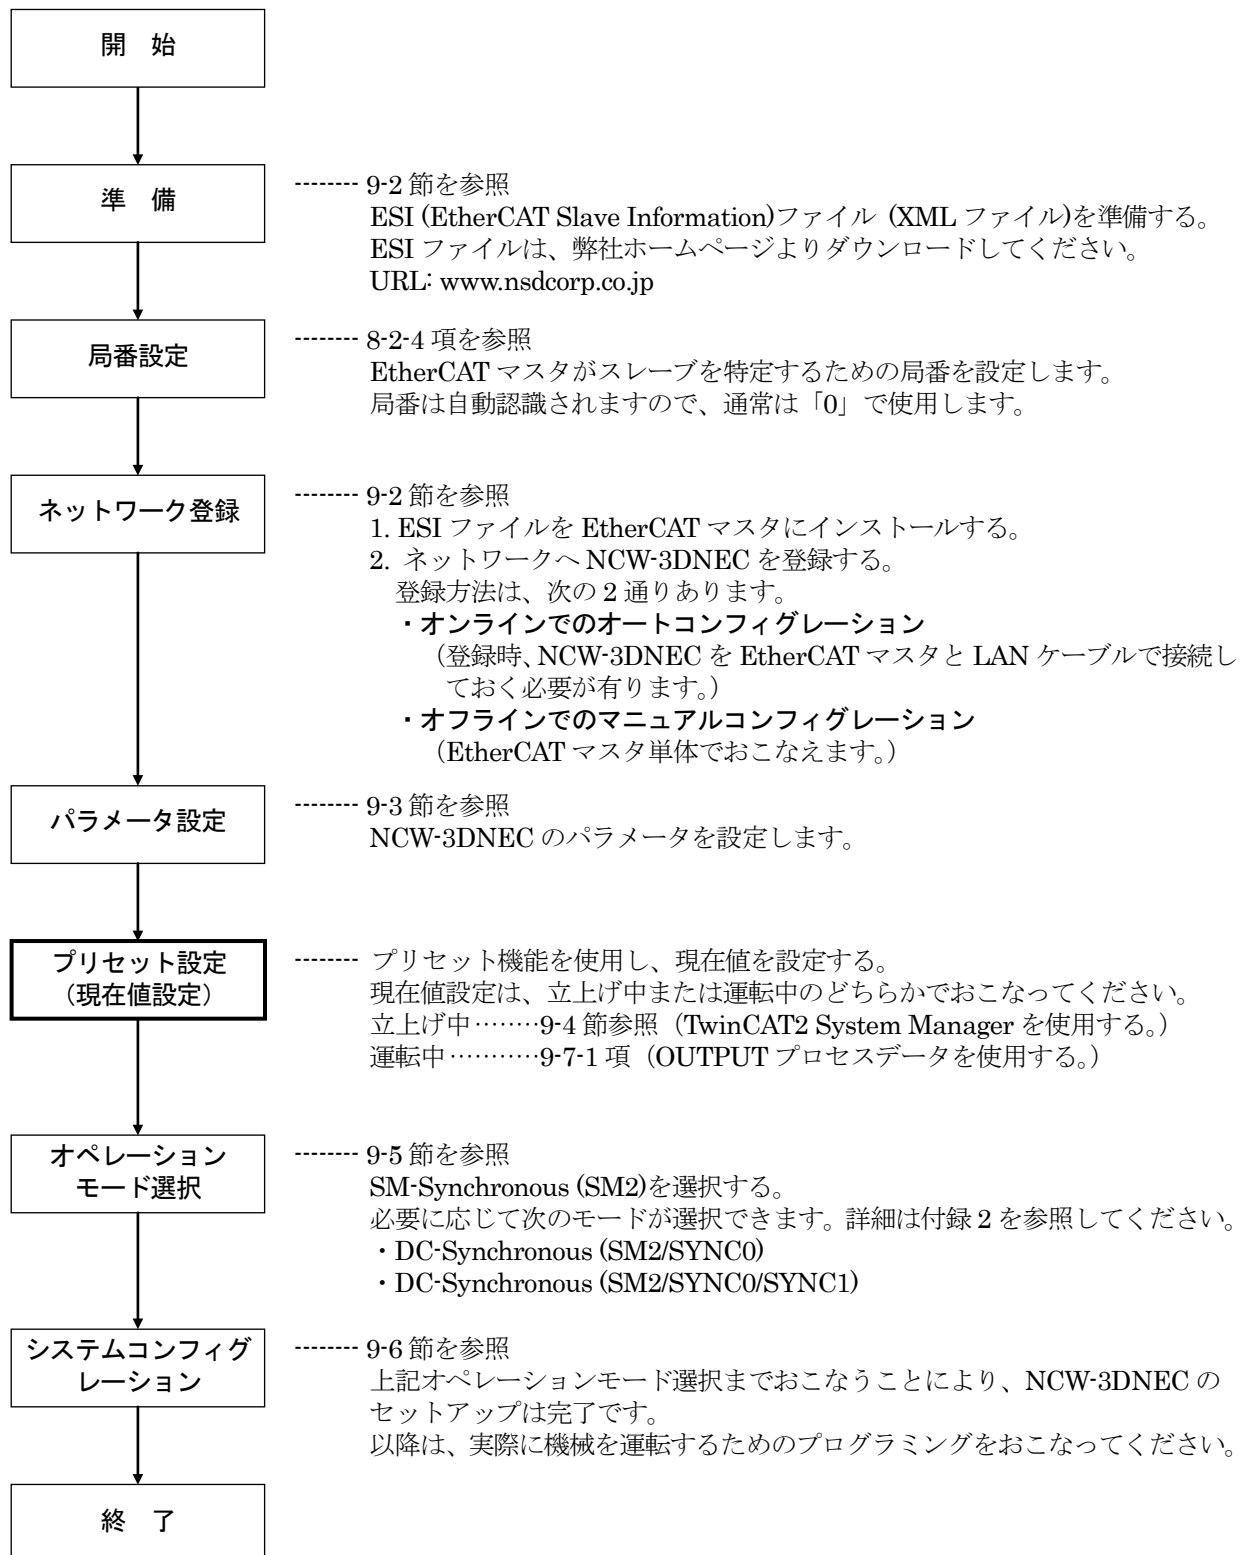 開　始
準　備
-------- 9-2 節を参照
ESI (EtherCAT Slave Information)ファイル (XML ファイル)を準備する。
ESI ファイルは、弊社ホームページよりダウンロードしてください。
URL: www.nsdcorp.co.jp
局番設定
-------- 8-2-4 項を参照
EtherCAT マスタがスレーブを特定するための局番を設定します。
局番は自動認識されますので、通常は「0」で使用します。
ネットワーク登録
-------- 9-2 節を参照
1. ESI ファイルを EtherCAT マスタにインストールする。
2. ネットワークへ NCW-3DNEC を登録する。
登録方法は、次の 2 通りあります。
・オンラインでのオートコンフィグレーション
（登録時、NCW-3DNEC を EtherCAT マスタと LAN ケーブルで接続し
ておく必要が有ります。）
・オフラインでのマニュアルコンフィグレーション
（EtherCAT マスタ単体でおこなえます。）
パラメータ設定
-------- 9-3 節を参照
NCW-3DNEC のパラメータを設定します。
プリセット設定
（現在値設定）
-------- プリセット機能を使用し、現在値を設定する。
現在値設定は、立上げ中または運転中のどちらかでおこなってください。
立上げ中………9-4 節参照（TwinCAT2 System Manager を使用する。）
運転中…………9-7-1 項（OUTPUT プロセスデータを使用する。）
オペレーション
モード選択
-------- 9-5 節を参照
SM-Synchronous (SM2)を選択する。
必要に応じて次のモードが選択できます。詳細は付録 2 を参照してください。
・DC-Synchronous (SM2/SYNC0)
・DC-Synchronous (SM2/SYNC0/SYNC1)
システムコンフィグ
レーション
-------- 9-6 節を参照
上記オペレーションモード選択までおこなうことにより、NCW-3DNEC の
セットアップは完了です。
以降は、実際に機械を運転するためのプログラミングをおこなってください。
終　了